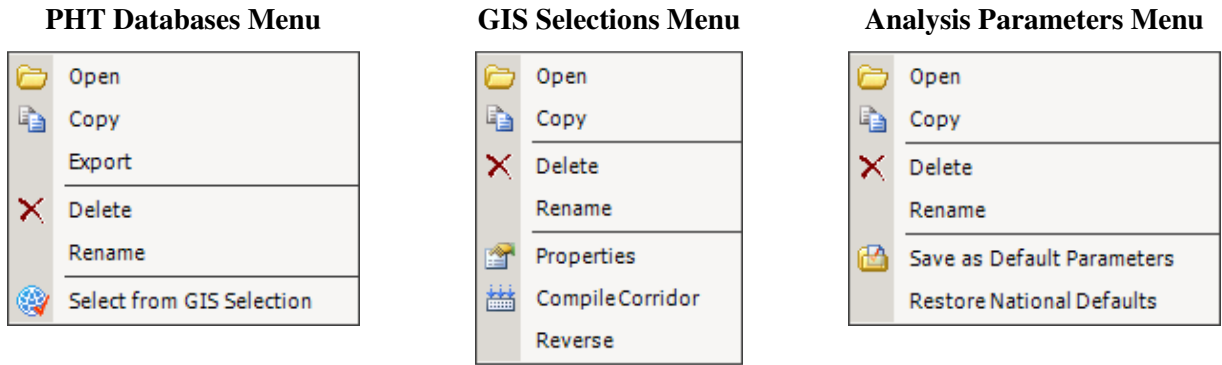 PHT Databases Menu
Open
Copy
Export
Delete
Rename
Select from GIS Selection
GIS Selections Menu
Open
Copy
Delete
Rename
Properties
Compile Corridor
Reverse
Analysis Parameters Menu
Open
Copy
Delete
Rename
Save as Default Parameters
Restore National Defaults